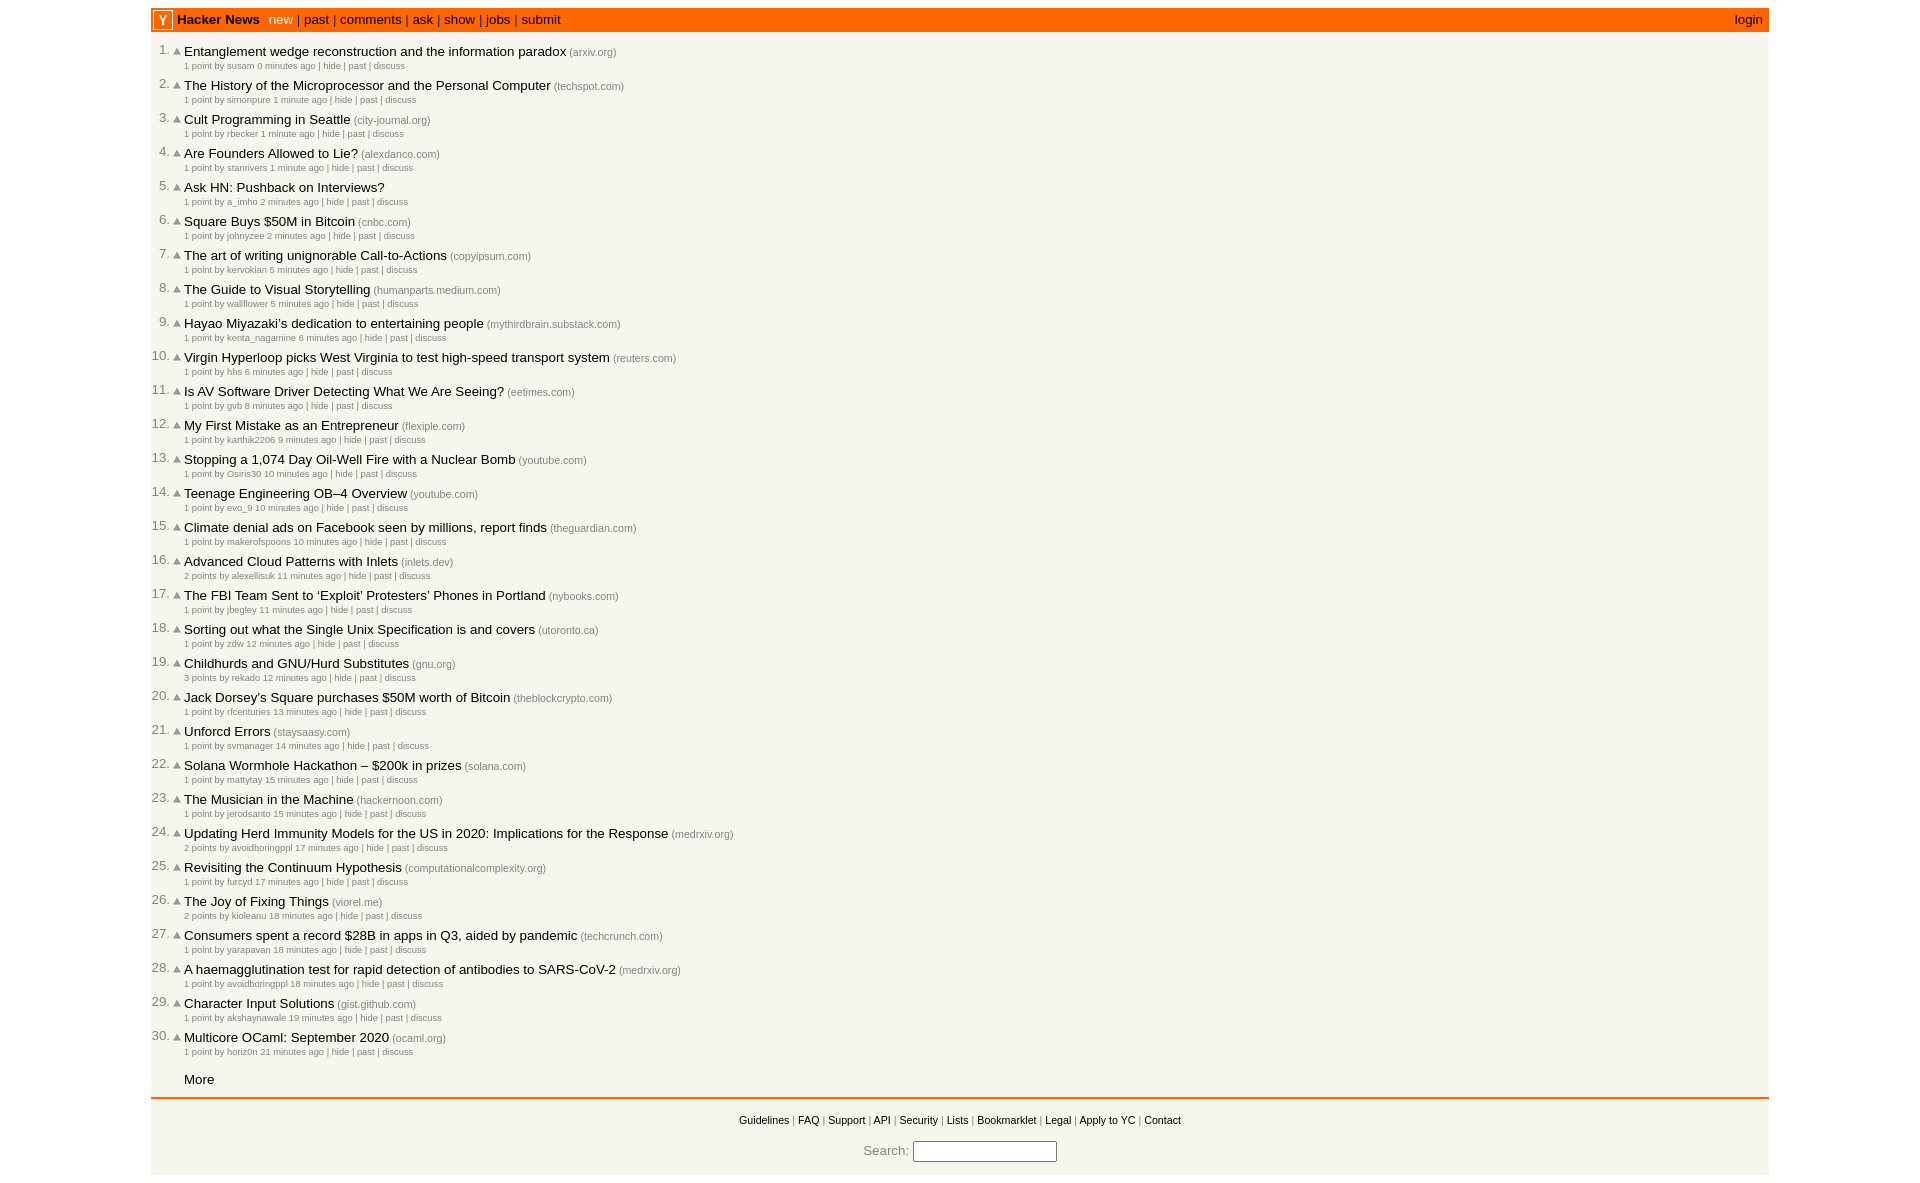 Y Hacker News new | past | comments | ask | show | jobs | submit login
1. Entanglement wedge reconstruction and the information paradox (arxiv.org)
1 point by susam 0 minutes ago | hide | past | discuss
2. The History of the Microprocessor and the Personal Computer (techspot.com)
1 point by simonpure 1 minute ago | hide | past | discuss
3. Cult Programming in Seattle (city-journal.org)
1 point by rbecker 1 minute ago | hide | past | discuss
4. Are Founders Allowed to Lie? (alexdanco.com)
1 point by stanrivers 1 minute ago | hide | past | discuss
5. Ask HN: Pushback on Interviews?
1 point by a_imho 2 minutes ago | hide | past | discuss
6. Square Buys $50M in Bitcoin (cnbc.com)
1 point by johnyzee 2 minutes ago | hide | past | discuss
7. The art of writing unignorable Call-to-Actions (copyipsum.com)
1 point by kervokian 5 minutes ago | hide | past | discuss
8. The Guide to Visual Storytelling (humanparts.medium.com)
1 point by wallflower 5 minutes ago | hide | past | discuss
9. Hayao Miyazaki's dedication to entertaining people (mythirdbrain.substack.com)
1 point by kenta_nagamine 6 minutes ago | hide | past | discuss
10. Virgin Hyperloop picks West Virginia to test high-speed transport system (reuters.com)
1 point by hhs 6 minutes ago | hide | past | discuss
11. Is AV Software Driver Detecting What We Are Seeing? (eetimes.com)
1 point by gvb 8 minutes ago | hide | past | discuss
12. My First Mistake as an Entrepreneur (flexiple.com)
1 point by karthik2206 9 minutes ago | hide | past | discuss
13. Stopping a 1,074 Day Oil-Well Fire with a Nuclear Bomb (youtube.com)
1 point by Osiris30 10 minutes ago | hide | past | discuss
14. Teenage Engineering OB–4 Overview (youtube.com)
1 point by evo_9 10 minutes ago | hide | past | discuss
15. Climate denial ads on Facebook seen by millions, report finds (theguardian.com)
1 point by makerofspoons 10 minutes ago | hide | past | discuss
16. Advanced Cloud Patterns with Inlets (inlets.dev)
2 points by alexellisuk 11 minutes ago | hide | past | discuss
17. The FBI Team Sent to ‘Exploit’ Protesters’ Phones in Portland (nybooks.com)
1 point by jbegley 11 minutes ago | hide | past | discuss
18. Sorting out what the Single Unix Specification is and covers (utoronto.ca)
1 point by zdw 12 minutes ago | hide | past | discuss
19. Childhurds and GNU/Hurd Substitutes (gnu.org)
3 points by rekado 12 minutes ago | hide | past | discuss
20. Jack Dorsey’s Square purchases $50M worth of Bitcoin (theblockcrypto.com)
1 point by rfcenturies 13 minutes ago | hide | past | discuss
21. Unforcd Errors (staysaasy.com)
1 point by svmanager 14 minutes ago | hide | past | discuss
22. Solana Wormhole Hackathon – $200k in prizes (solana.com)
1 point by mattytay 15 minutes ago | hide | past | discuss
23. The Musician in the Machine (hackernoon.com)
1 point by jerodsanto 15 minutes ago | hide | past | discuss
24. Updating Herd Immunity Models for the US in 2020: Implications for the Response (medrxiv.org)
2 points by avoidboringppl 17 minutes ago | hide | past | discuss
25. Revisiting the Continuum Hypothesis (computationalcomplexity.org)
1 point by furcyd 17 minutes ago | hide | past | discuss
26. The Joy of Fixing Things (viorel.me)
2 points by kioleanu 18 minutes ago | hide | past | discuss
27. Consumers spent a record $28B in apps in Q3, aided by pandemic (techcrunch.com)
1 point by yarapavan 18 minutes ago | hide | past | discuss
28. A haemagglutination test for rapid detection of antibodies to SARS-CoV-2 (medrxiv.org)
1 point by avoidboringppl 18 minutes ago | hide | past | discuss
29. Character Input Solutions (gist.github.com)
1 point by akshaynawale 19 minutes ago | hide | past | discuss
30. Multicore OCaml: September 2020 (ocaml.org)
1 point by horiz0n 21 minutes ago | hide | past | discuss
More
Guidelines | FAQ | Support | API | Security | Lists | Bookmarklet | Legal | Apply to YC | Contact
Search: